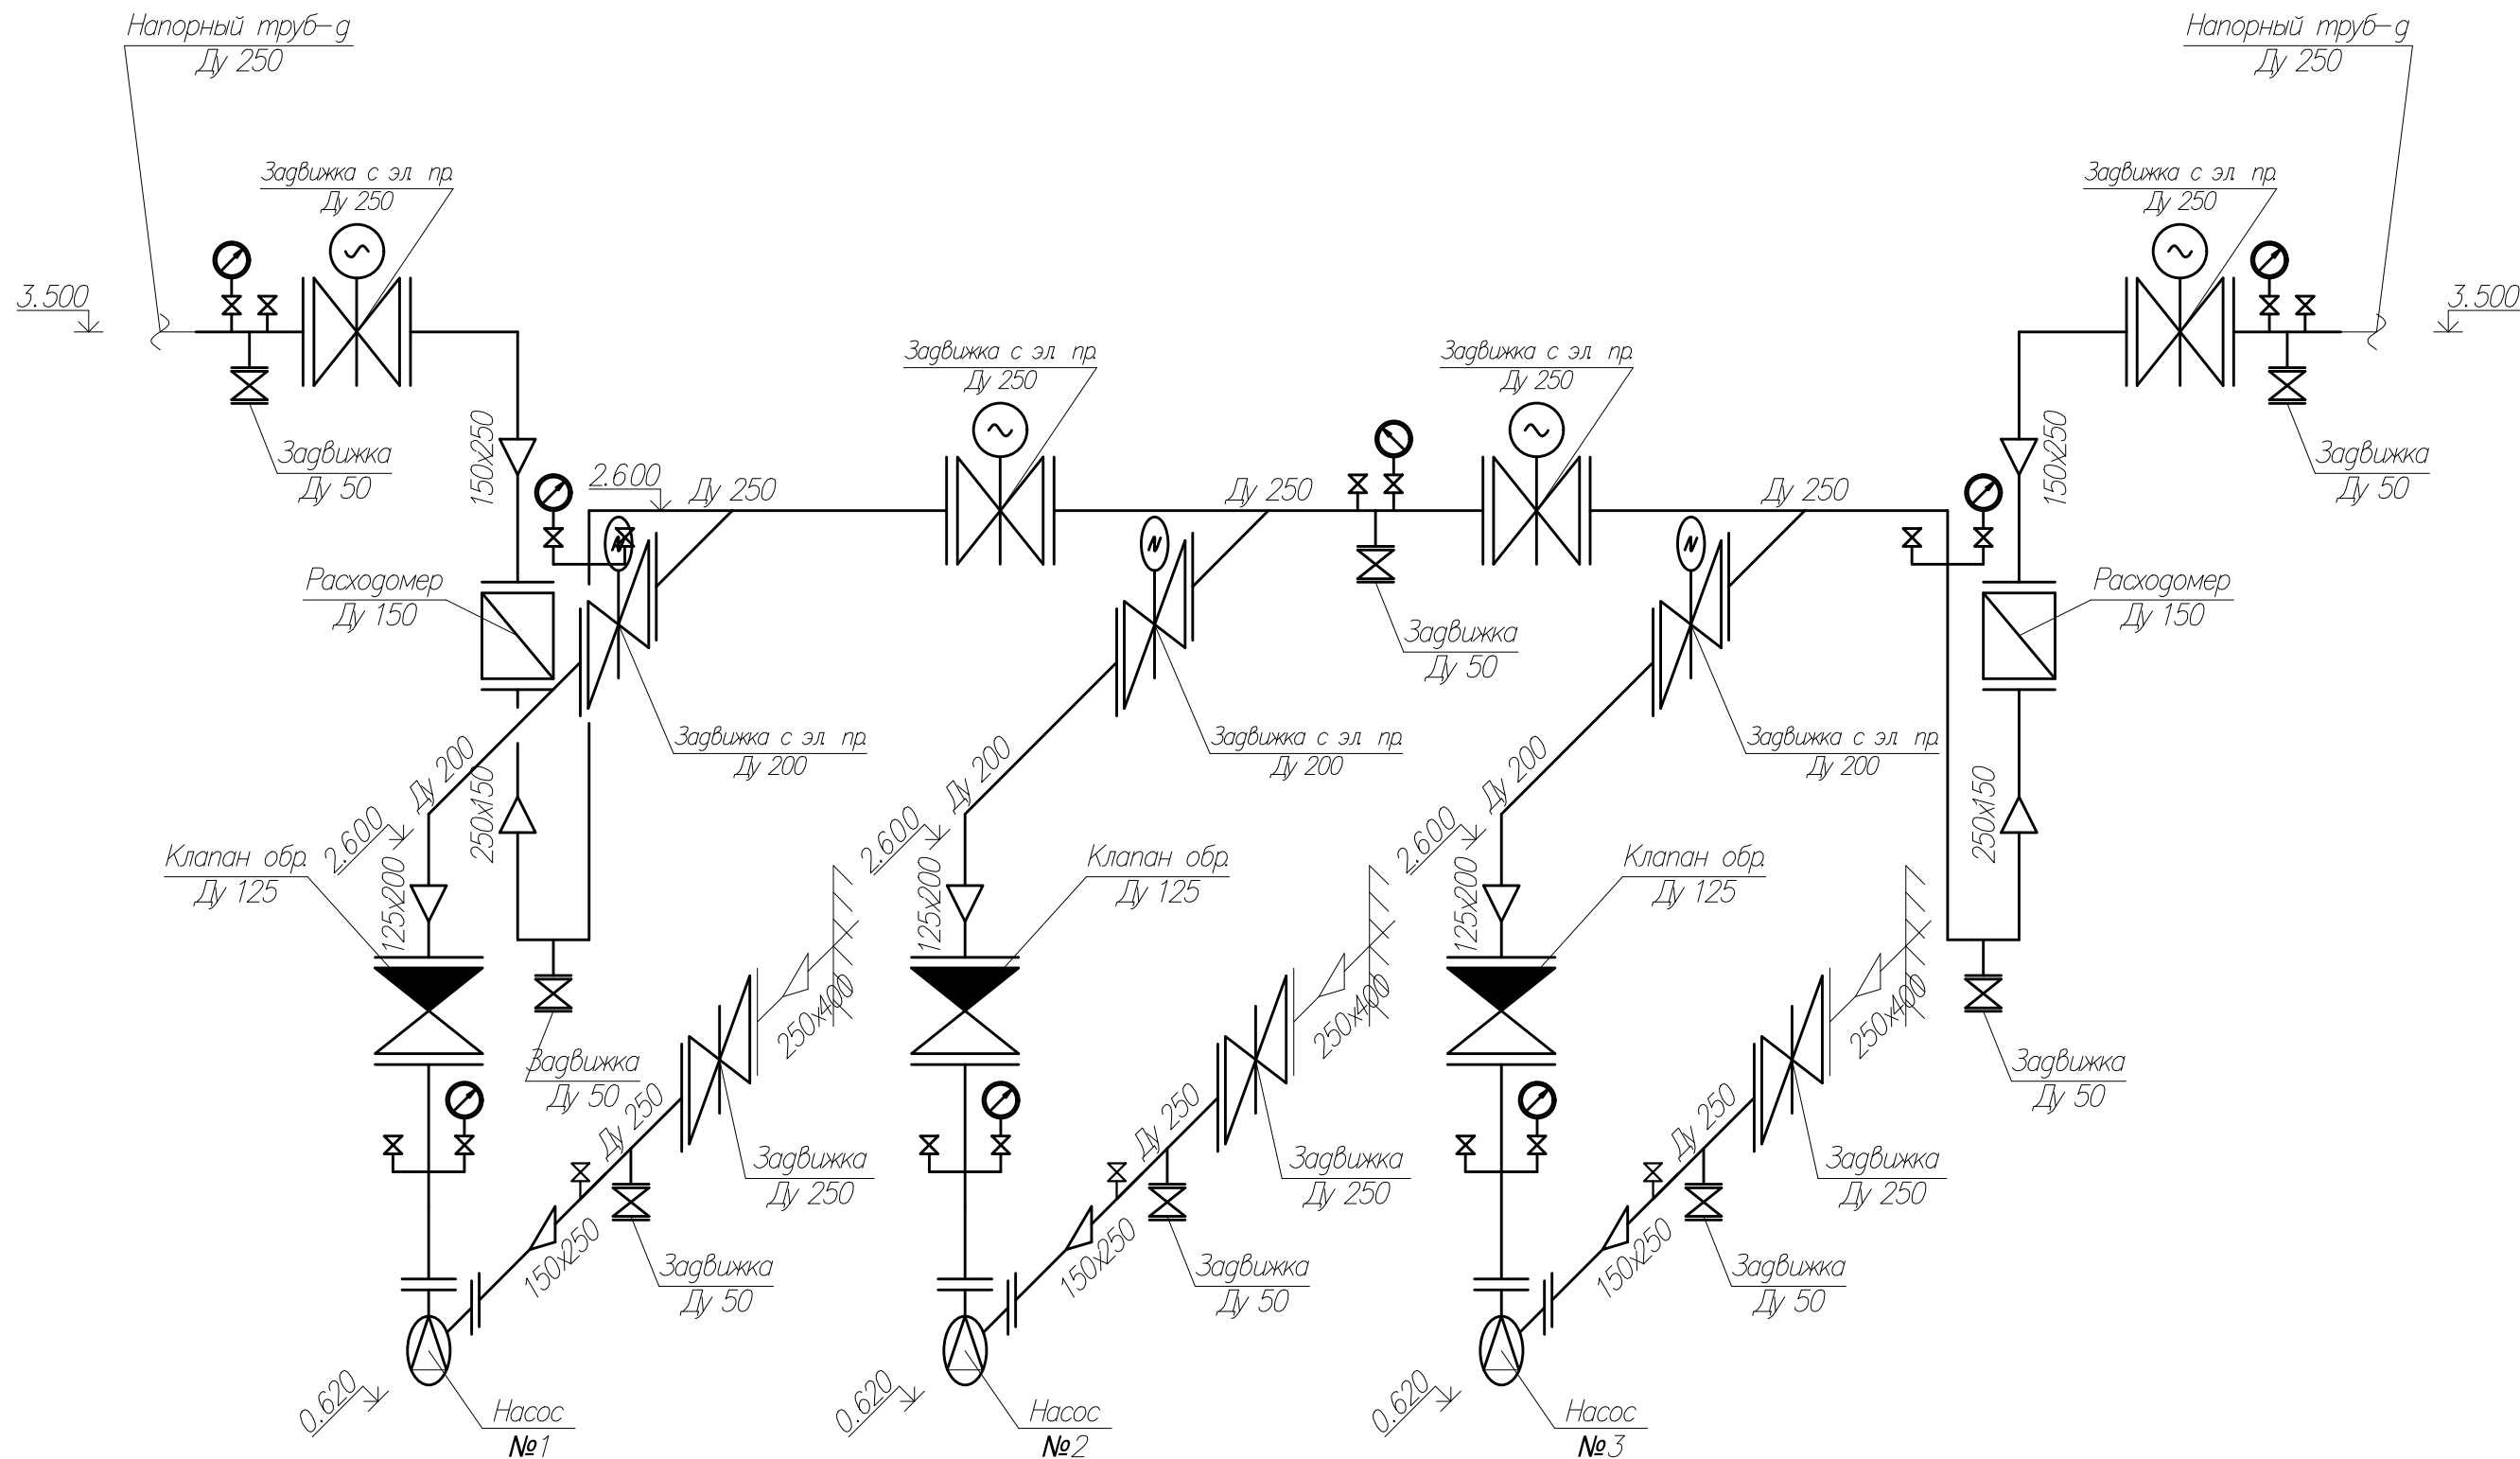 Напорный труб-д
Ду 250
Напорный труб-д
Ду 250
Задвижка с эл. пр.
Ду 250
Задвижка с эл. пр.
Ду 250
3.500
3.500
Задвижка с эл. пр.
Ду 250
Задвижка с эл. пр.
Ду 250
Задвижка
Ду 50
150х250
2.600
Ду 250
Ду 250
Ду 250
150х250
Задвижка
Ду 50
Расходомер
Ду 150
Задвижка
Ду 50
Расходомер
Ду 150
Задвижка с эл. пр.
Ду 200
Задвижка с эл. пр.
Ду 200
Задвижка с эл. пр.
Ду 200
Ду 200
Ду 200
Ду 200
250х150
250х150
2.600
2.600
2.600
Клапан обр.
Ду 125
125х200
Клапан обр.
Ду 125
125х200
Клапан обр.
Ду 125
125х200
250х400
250х400
250х400
Задвижка
Ду 50
Задвижка
Ду 50
Ду 250
Ду 250
Ду 250
Задвижка
Ду 250
Задвижка
Ду 250
Задвижка
Ду 250
150х250
150х250
150х250
Задвижка
Ду 50
Задвижка
Ду 50
Задвижка
Ду 50
0.620
0.620
0.620
Насос
№1
Насос
№2
Насос
№3